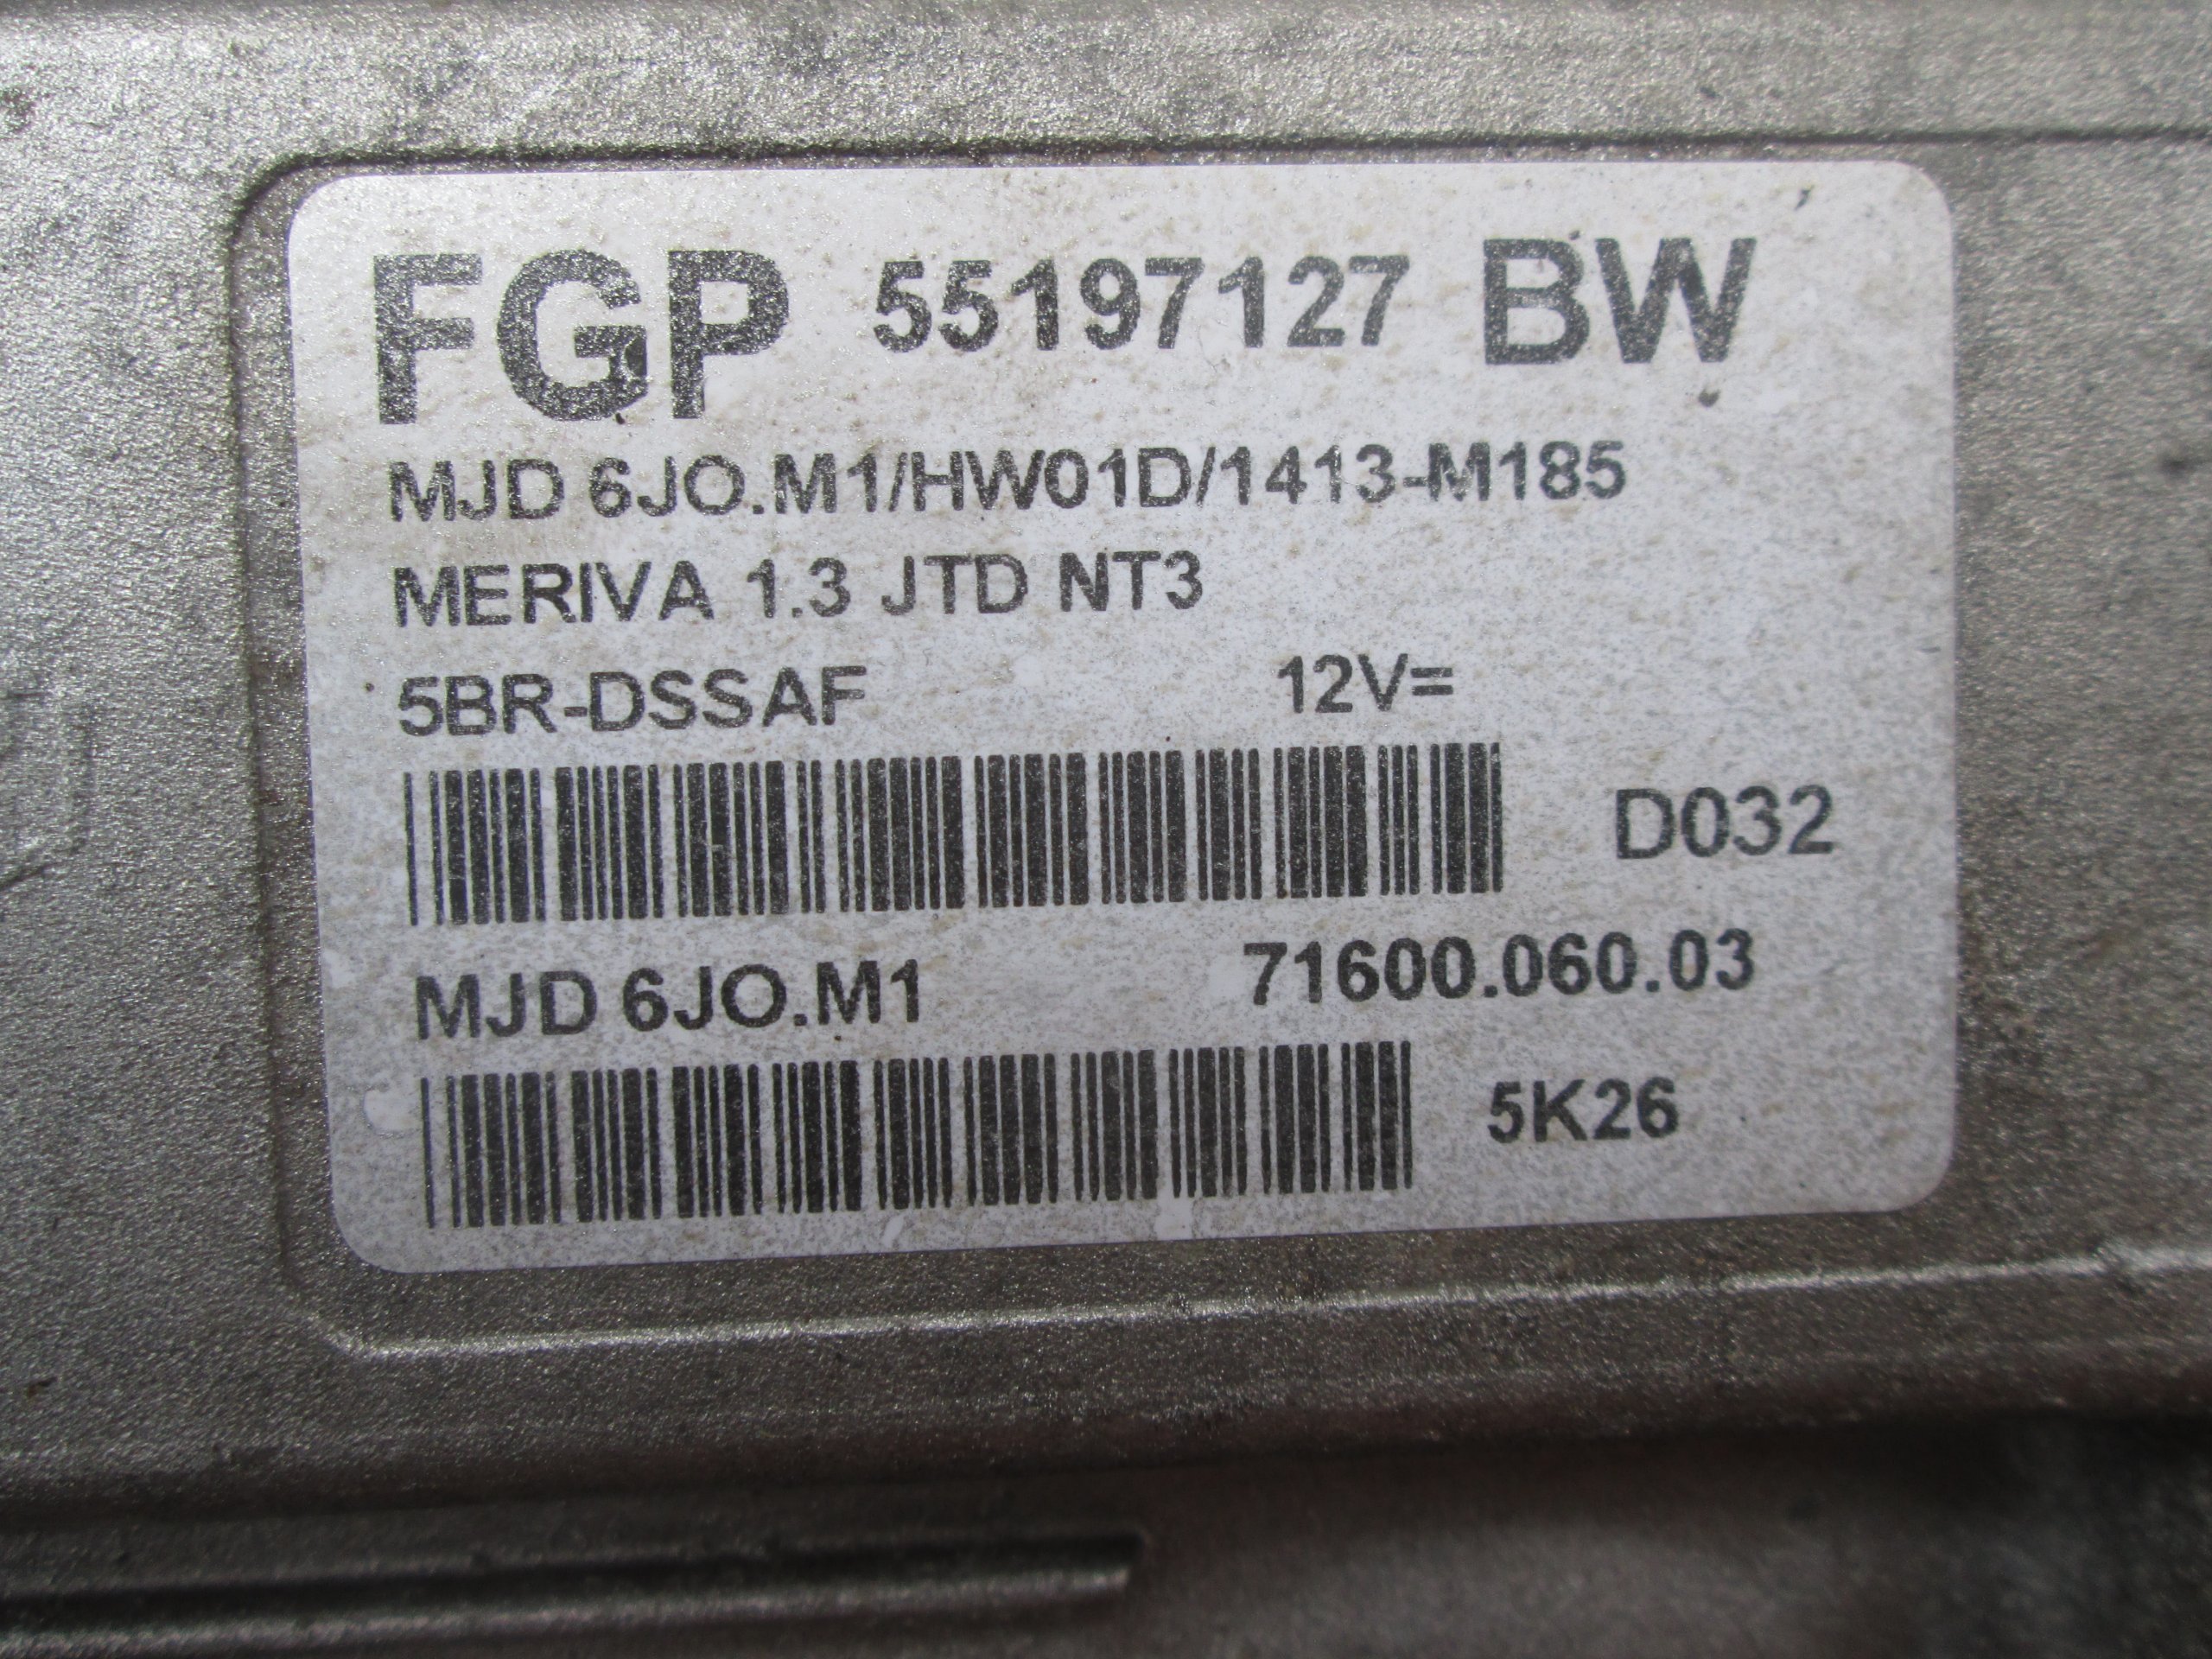 FGP 55197127 BW
MJD 6JO.M1/HW01D/1413-M185
MERIVA 1.3 JTD NT3
5BR-DSSAF 12V=
D032
MJD 6JO.M1 71600.060.03
5K26